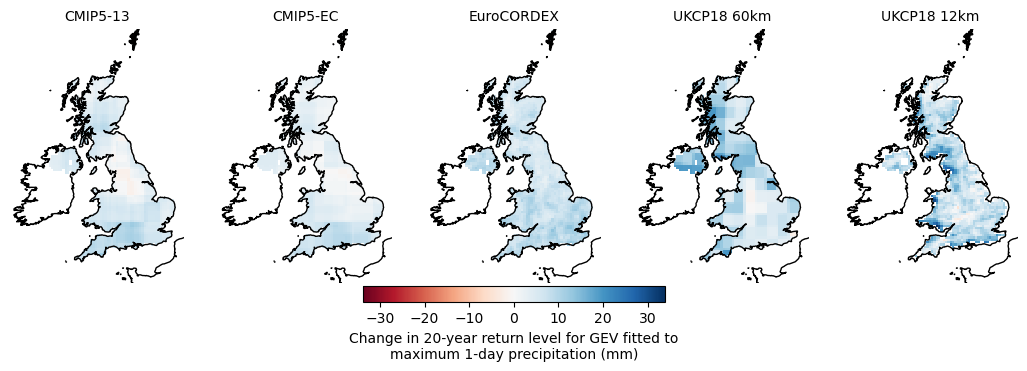 CMIP5-13 CMIP5-EC EuroCORDEX UKCP18 60km UKCP18 12km
−30 −20 −10 0 10 20 30
Change in 20-year return level for GEV fitted to
maximum 1-day precipitation (mm)